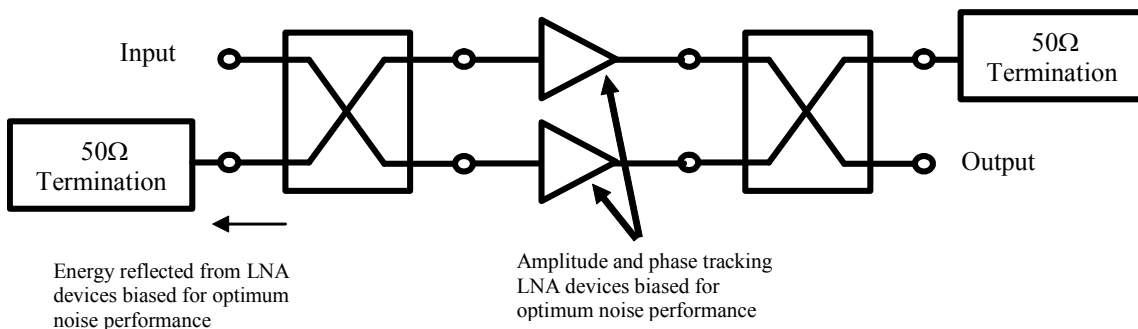 Input
50Ω
Termination
50Ω
Termination
Output
Energy reflected from LNA
devices biased for optimum
noise performance
Amplitude and phase tracking
LNA devices biased for
optimum noise performance